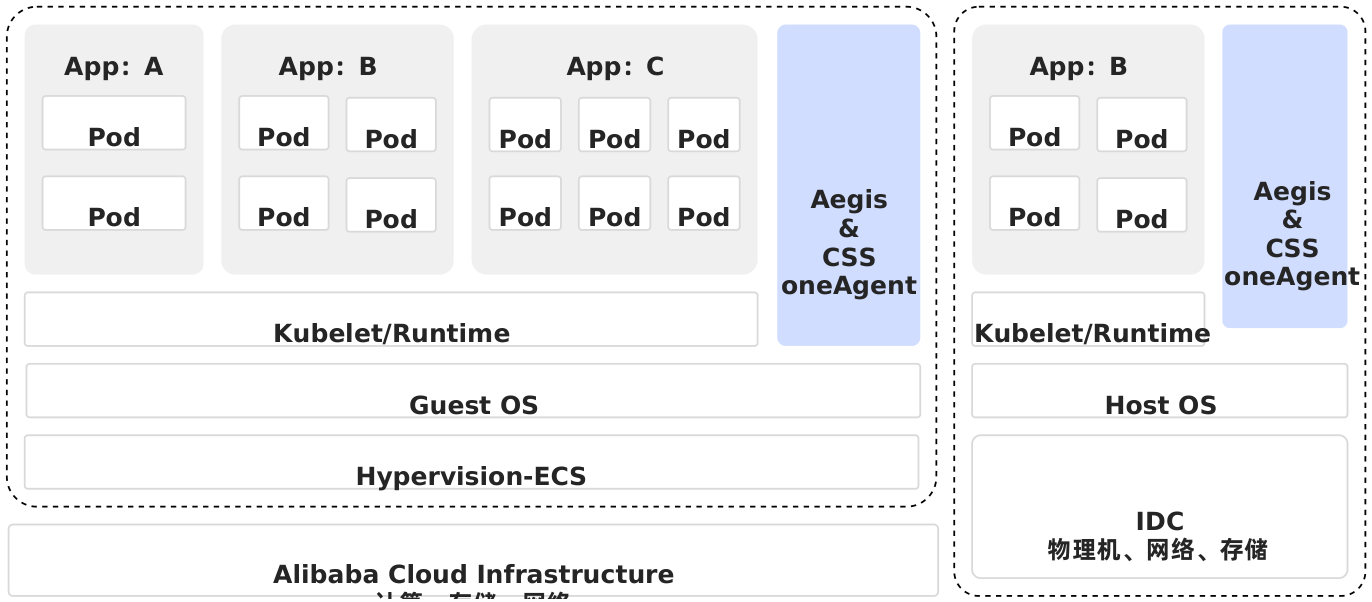 App: A
Pod
Pod
App: B
Pod Pod
Pod Pod
App: C
Pod Pod Pod
Pod Pod Pod
Aegis
&
CSS
oneAgent
Kubelet/Runtime
Guest OS
Hypervision-ECS
Alibaba Cloud Infrastructure
App: B
Pod Pod
Pod Pod
Aegis
&
CSS
oneAgent
Kubelet/Runtime
Host OS
IDC
物理机、网络、存储